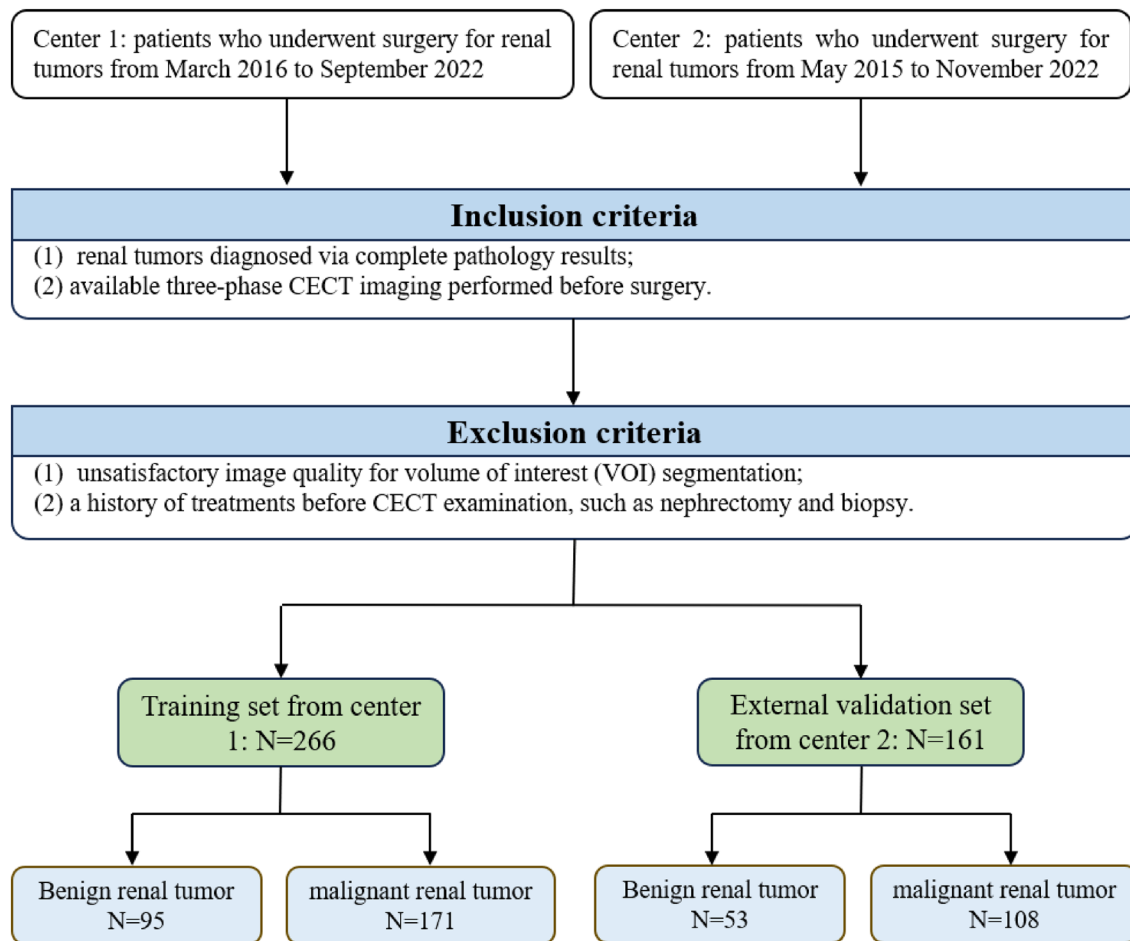 Center 1: patients who underwent surgery for renal
tumors from March 2016 to September 2022
Center 2: patients who underwent surgery for
renal tumors from May 2015 to November 2022
Inclusion criteria
(1) renal tumors diagnosed via complete pathology results;
(2) available three-phase CECT imaging performed before surgery.
Exclusion criteria
(1) unsatisfactory image quality for volume of interest (VOI) segmentation;
(2) a history of treatments before CECT examination, such as nephrectomy and biopsy.
Training set from center
1: N=266
External validation set
from center 2: N=161
Benign renal tumor
N=95
malignant renal tumor
N=171
Benign renal tumor
N=53
malignant renal tumor
N=108